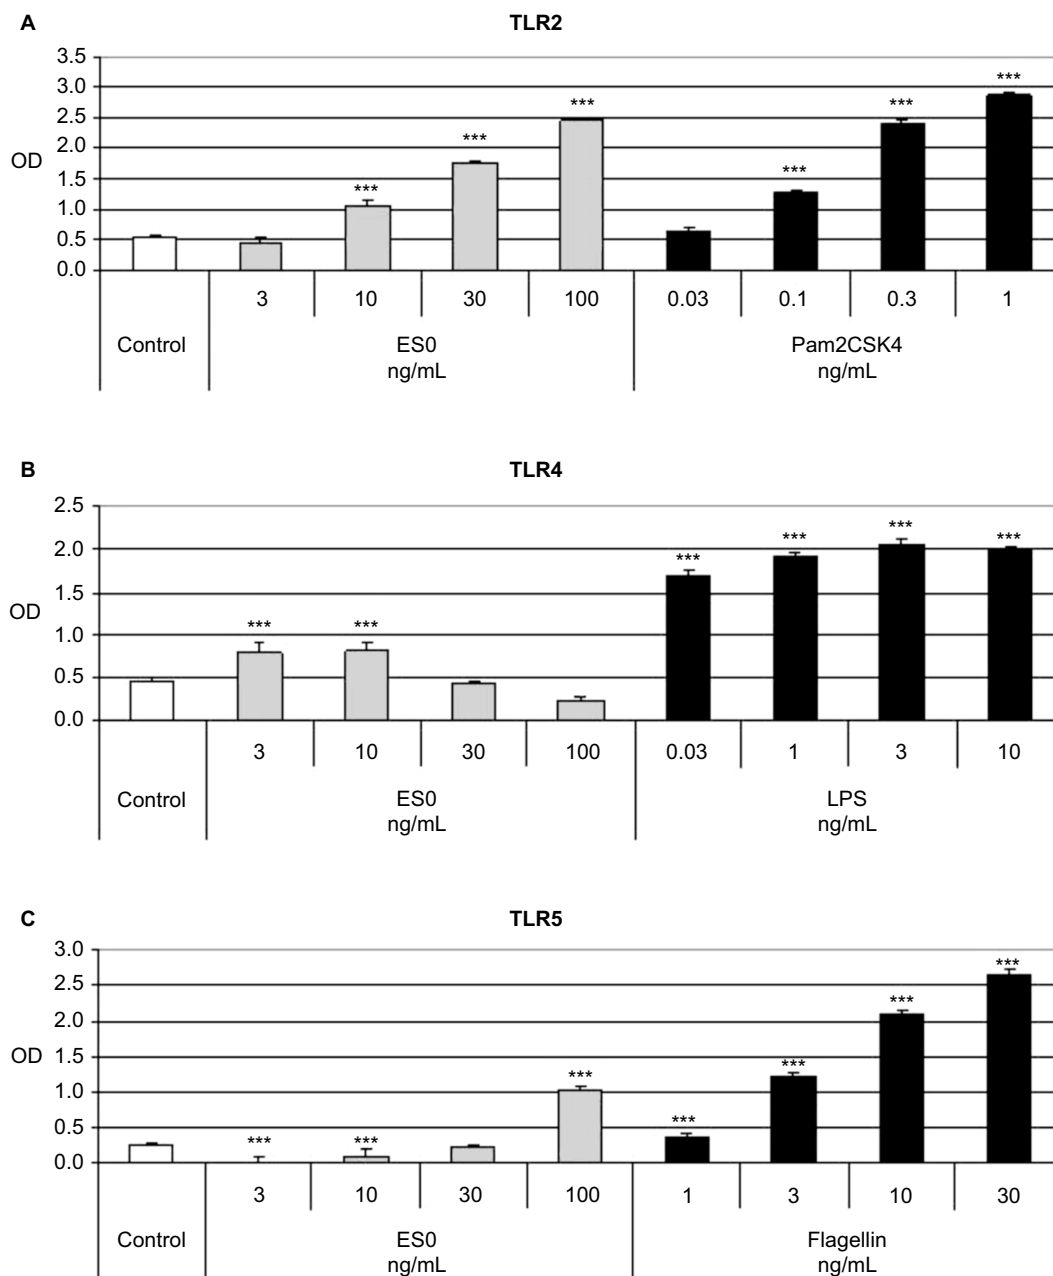 A
TLR2
3.5
3.0
2.5
2.0
1.5
1.0
0.5
0.0
OD
***
***
***
***
***
***
3 10 30 100 0.03 0.1 0.3 1
Control ES0 Pam2CSK4
ng/mL ng/mL
B
TLR4
2.5
2.0
1.5
1.0
0.5
0.0
OD
***
***
***
***
***
***
3 10 30 100 0.03 1 3 10
Control ES0 LPS
ng/mL ng/mL
C
TLR5
3.0
2.5
2.0
1.5
1.0
0.5
0.0
OD
***
***
***
***
***
***
***
3 10 30 100 1 3 10 30
Control ES0 Flagellin
ng/mL ng/mL